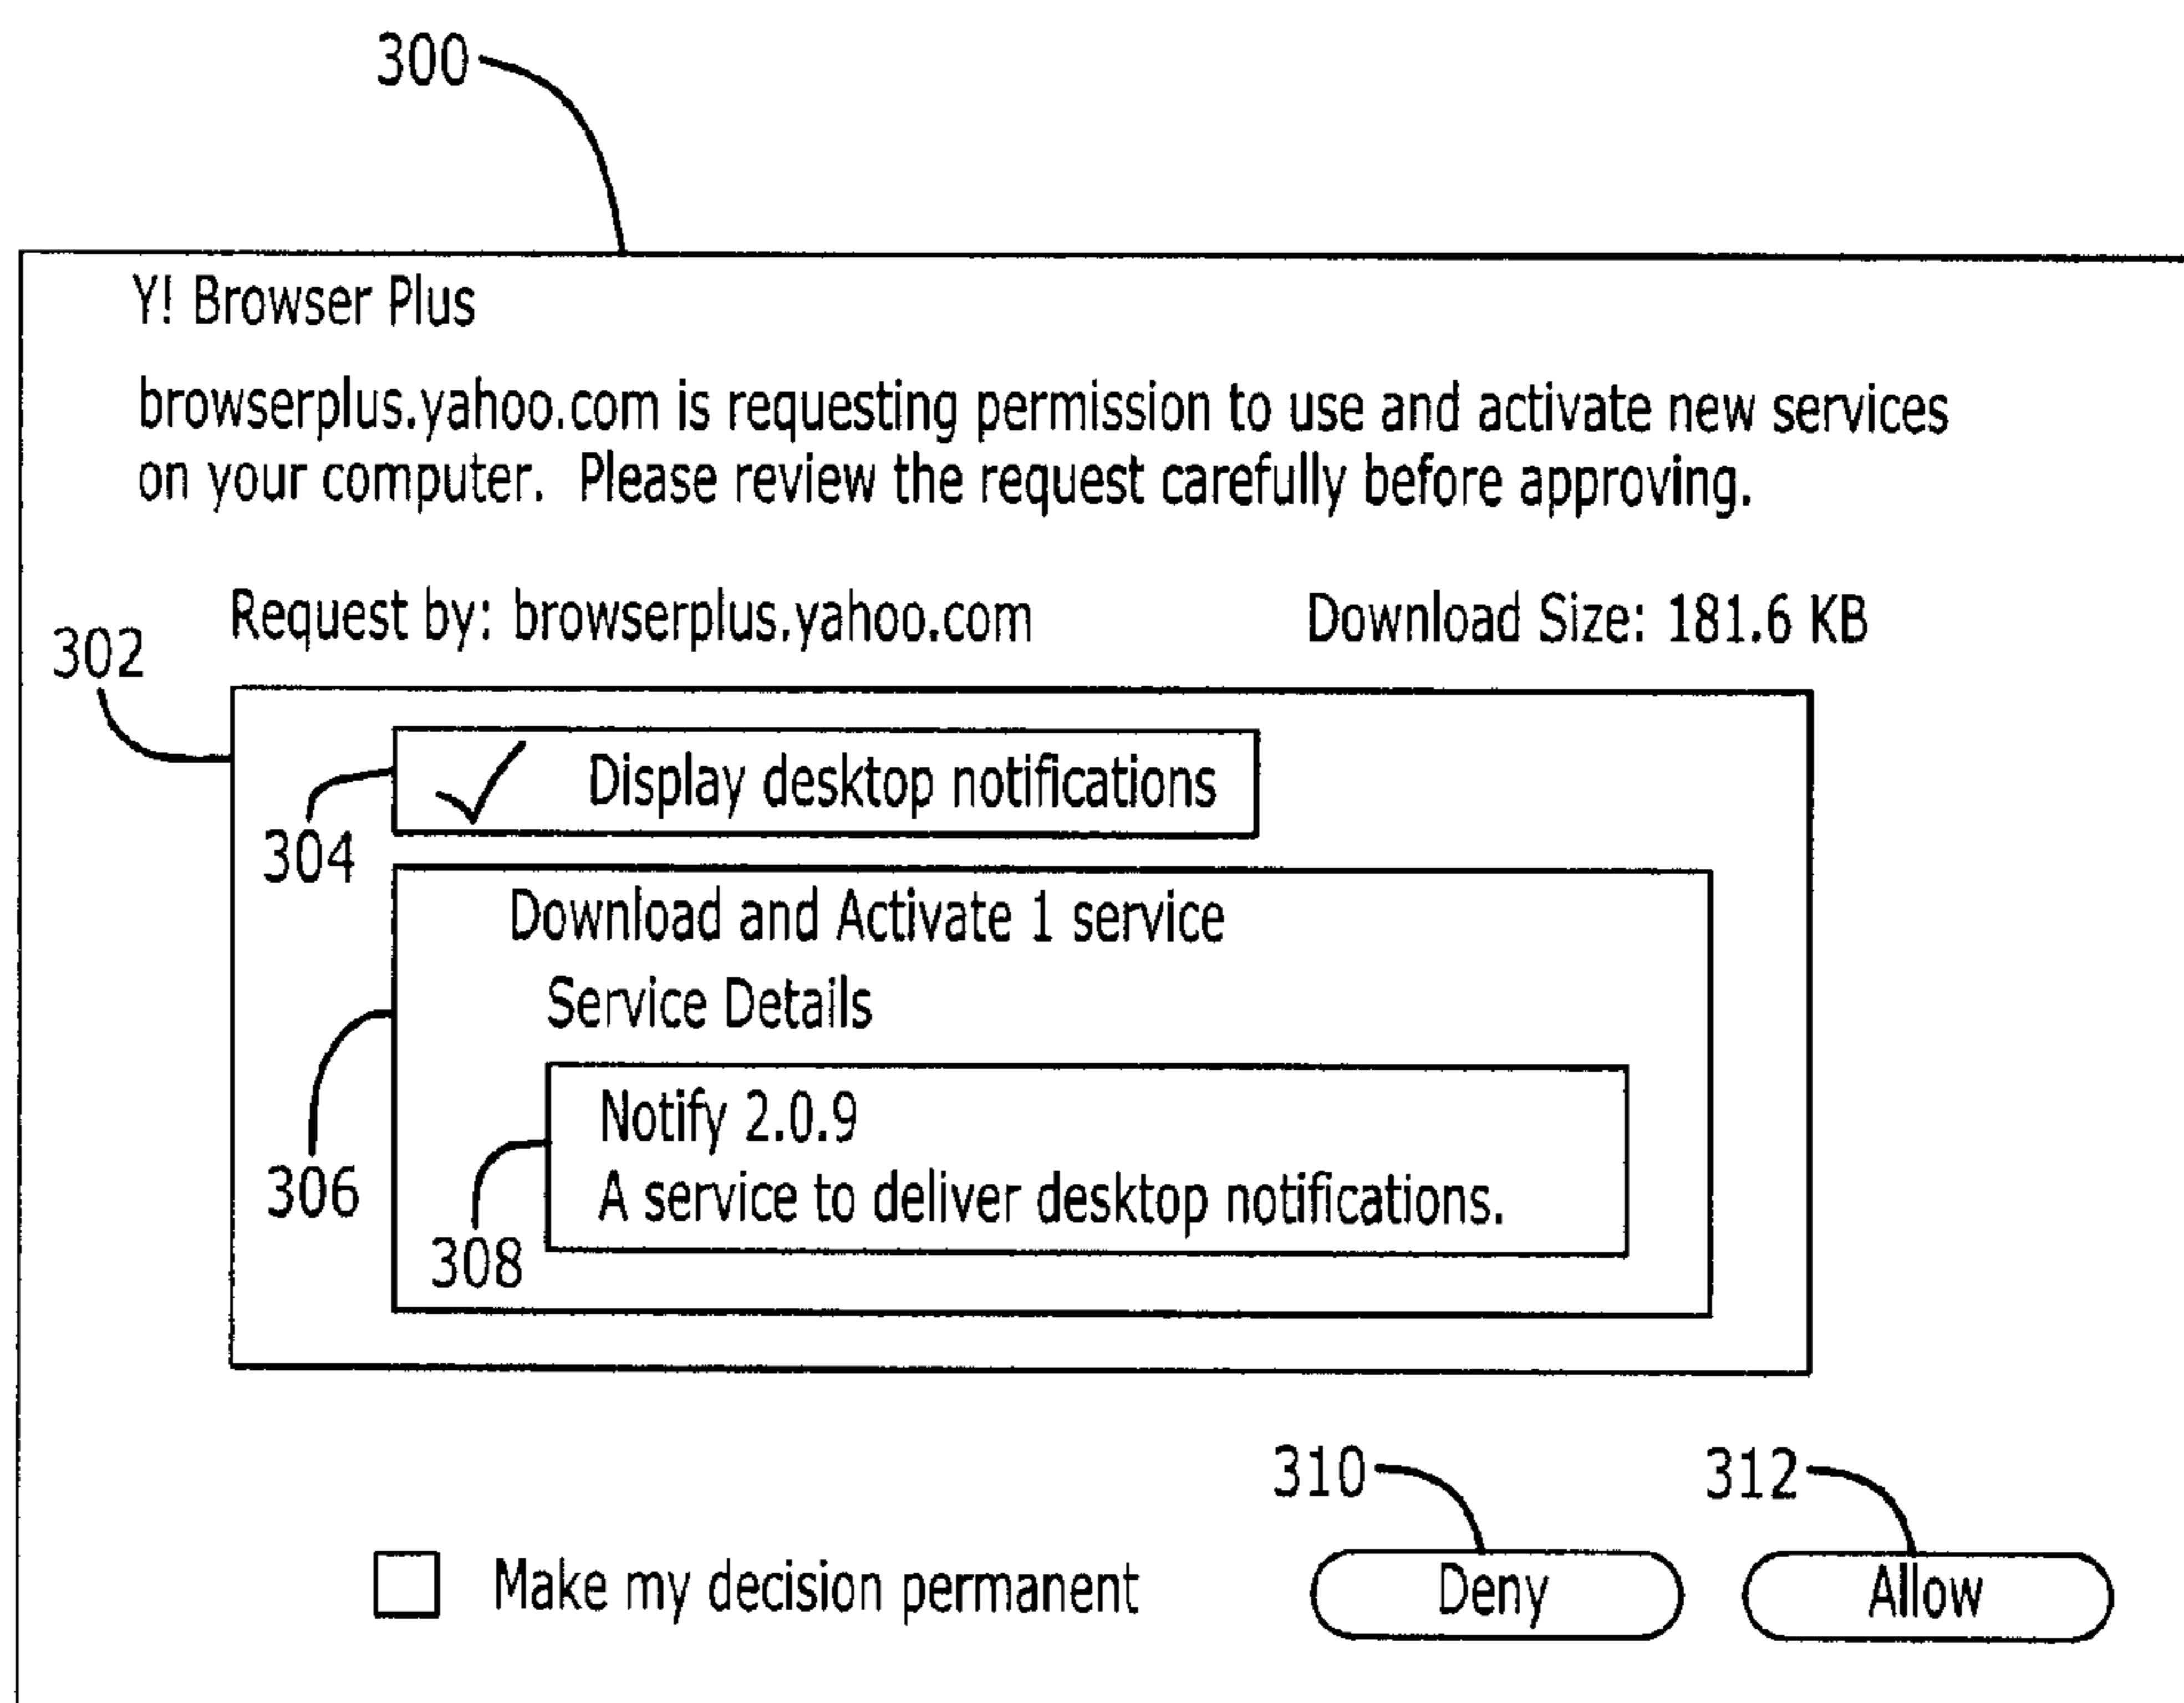 300
Y! Browser Plus
browserplus.yahoo.com is requesting permission to use and activate new services
on your computer.  Please review the request carefully before approving.
Request by: browserplus.yahoo.com
Download Size: 181.6 KB
302
Display desktop notifications
304
Download and Activate 1 service
Service Details
Notify 2.0.9
306
A service to deliver desktop notifications.
308
310
312
Make my decision permanent
Deny
Allow